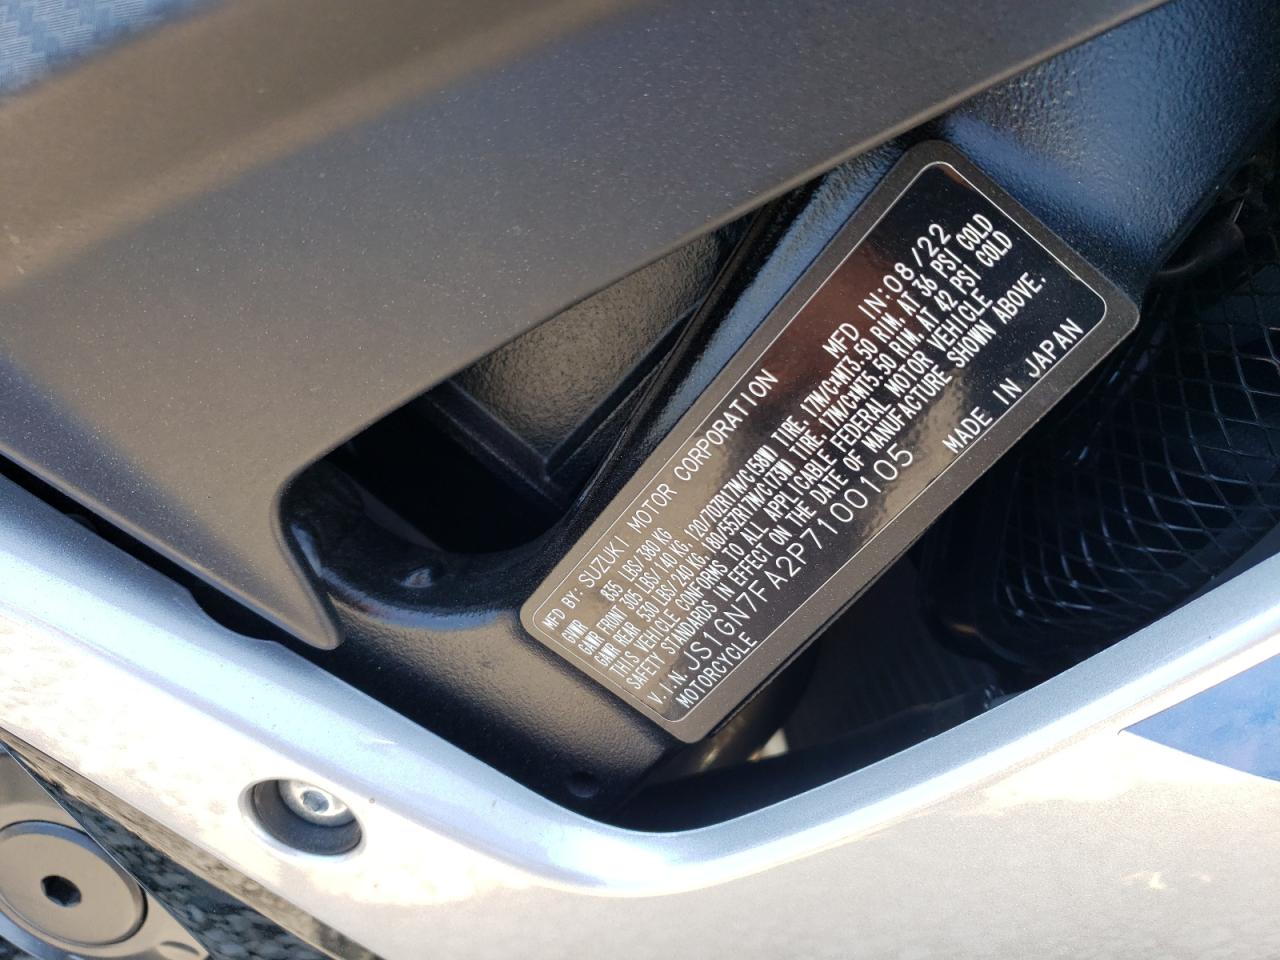 MFD BY: SUZUKI MOTOR CORPORATION MFD IN:08/22
GVWR 835 LBS/380 KG
GAWR FRONT 305 LBS/140 KG, 120/70ZR17M/C(58W) TIRE, 17M/C×MT3.50 RIM, AT 36 PSI COLD
GAWR REAR 530 LBS/240 KG, 180/55ZR17M/C(73W) TIRE, 17M/C×MT5.50 RIM, AT 42 PSI COLD
THIS VEHICLE CONFORMS TO ALL APPLICABLE FEDERAL MOTOR VEHICLE
SAFETY STANDARDS IN EFFECT ON THE DATE OF MANUFACTURE SHOWN ABOVE.
V.I.N. JS1GN7FA2P7100105
MOTORCYCLE MADE IN JAPAN